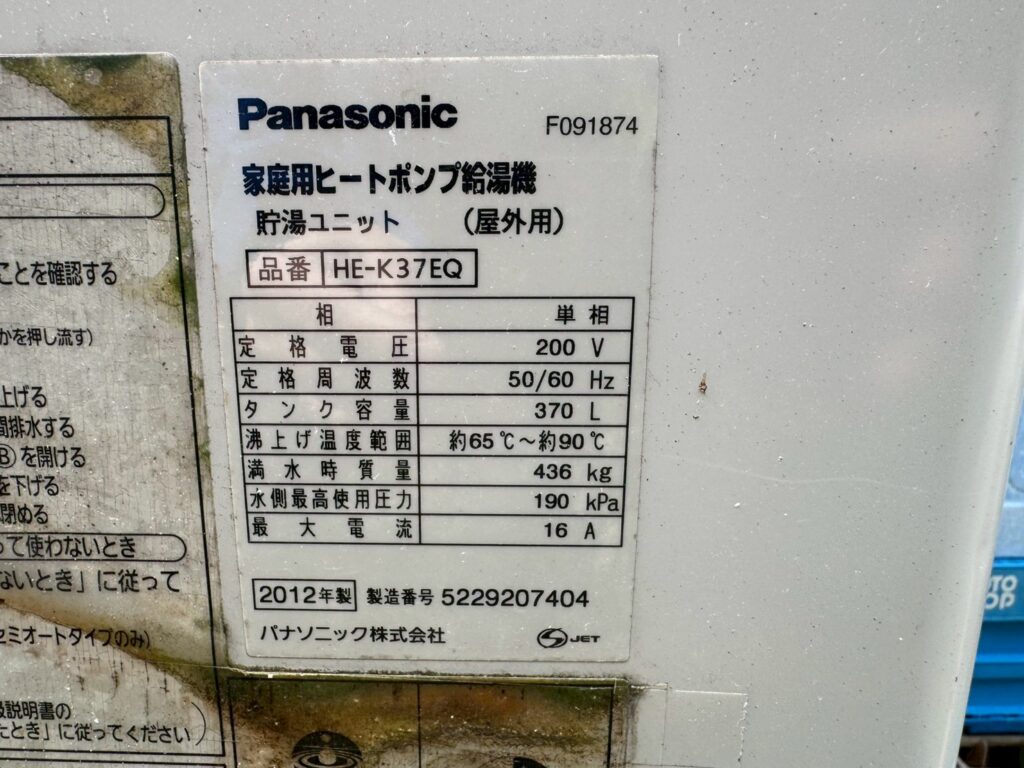 Panasonic
F091874
家庭用ヒートポンプ給湯機
貯湯ユニット （屋外用）
品番 HE-K37EQ
相 単相
定格電圧 200 V
定格周波数 50/60 Hz
タンク容量 370 L
沸上げ温度範囲 約65℃～約90℃
満水時質量 436 kg
水側最高使用圧力 190 kPa
最大電流 16 A
2012年製 製造番号 5229207404
パナソニック株式会社 S JET
ことを確認する
かを押し流す)
上げる
間排水する
Ⓑを開ける
を下げる
閉める
って使わないとき
ないとき」に従って
セミオートタイプのみ)
扱説明書の
たとき」に従ってください)